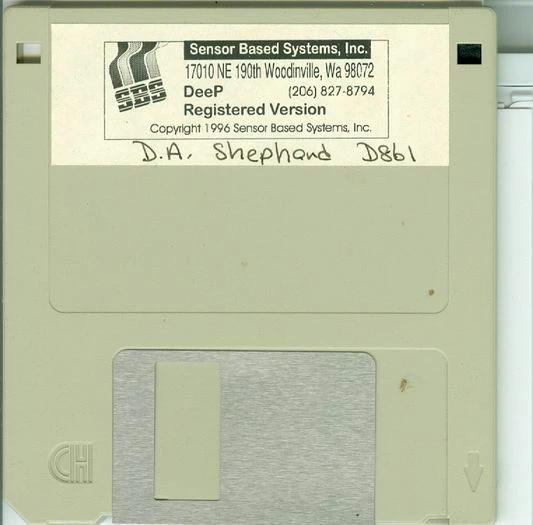 Sensor Based Systems, Inc.
17010 NE 190th Woodinville, Wa 98072
SBS
DeeP (206) 827-8794
Registered Version
Copyright 1996 Sensor Based Systems, Inc.
D.A. Shephard D861